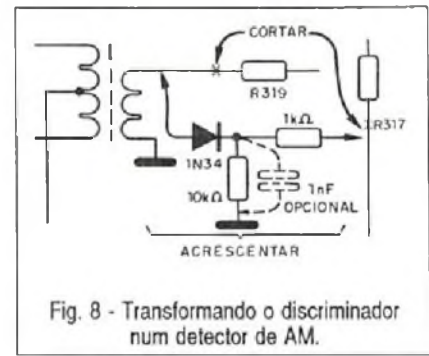 CORTAR
R319
R317
1kΩ
1N34
10kΩ
1nF
OPCIONAL
ACRESCENTAR
Fig. 8 - Transformando o discriminador
num detector de AM.